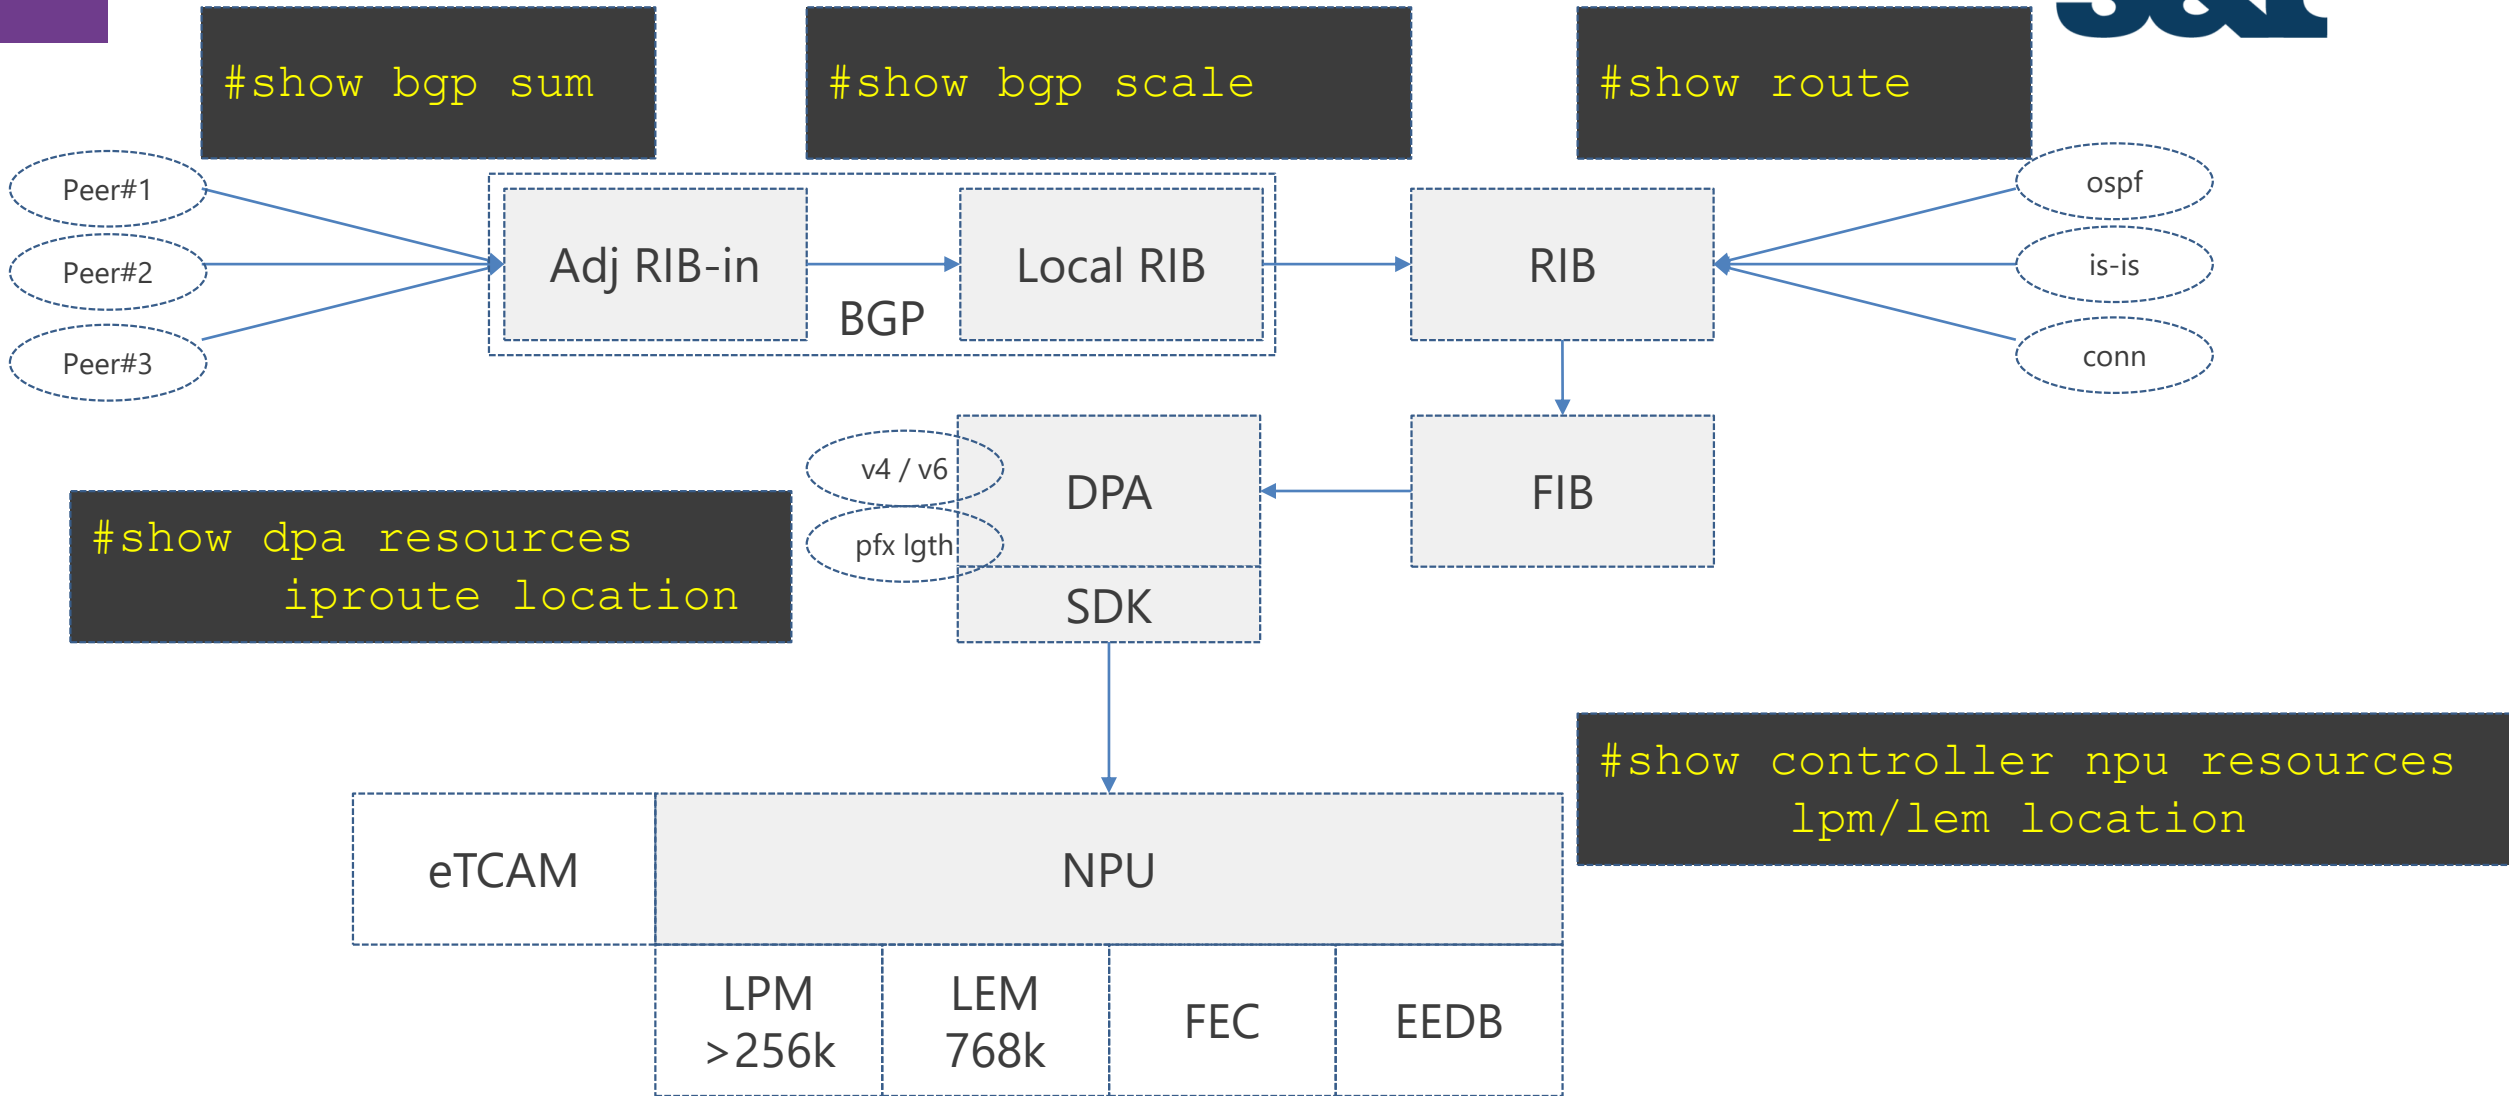 #show bgp sum
#show bgp scale
#show route
Peer#1
Peer#2
Peer#3
Adj RIB-in
BGP
Local RIB
RIB
ospf
is-is
conn
v4 / v6
pfx lgth
DPA
SDK
FIB
#show dpa resources
iproute location
#show controller npu resources
lpm/lem location
eTCAM
NPU
LPM
>256k
LEM
768k
FEC
EEDB